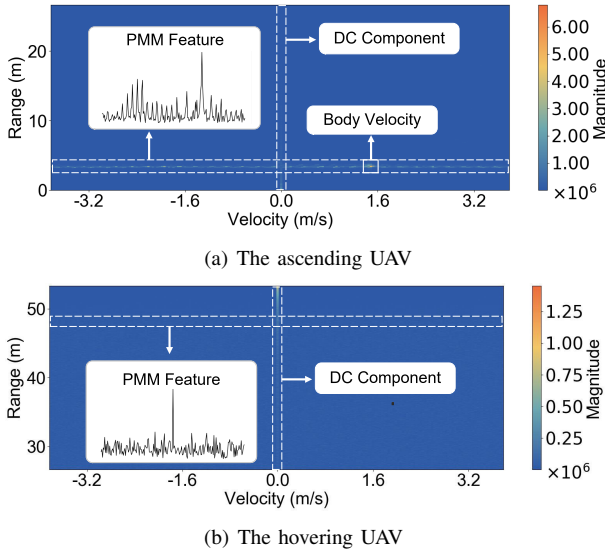 PMM Feature
DC Component
Body Velocity
Range (m)
20
10
0
-3.2 -1.6 0.0 1.6 3.2
Velocity (m/s)
6.00
5.00
4.00
3.00
2.00
1.00
×10⁶
Magnitude
(a) The ascending UAV
PMM Feature
DC Component
Range (m)
50
40
30
-3.2 -1.6 0.0 1.6 3.2
Velocity (m/s)
1.25
1.00
0.75
0.50
0.25
×10⁶
Magnitude
(b) The hovering UAV